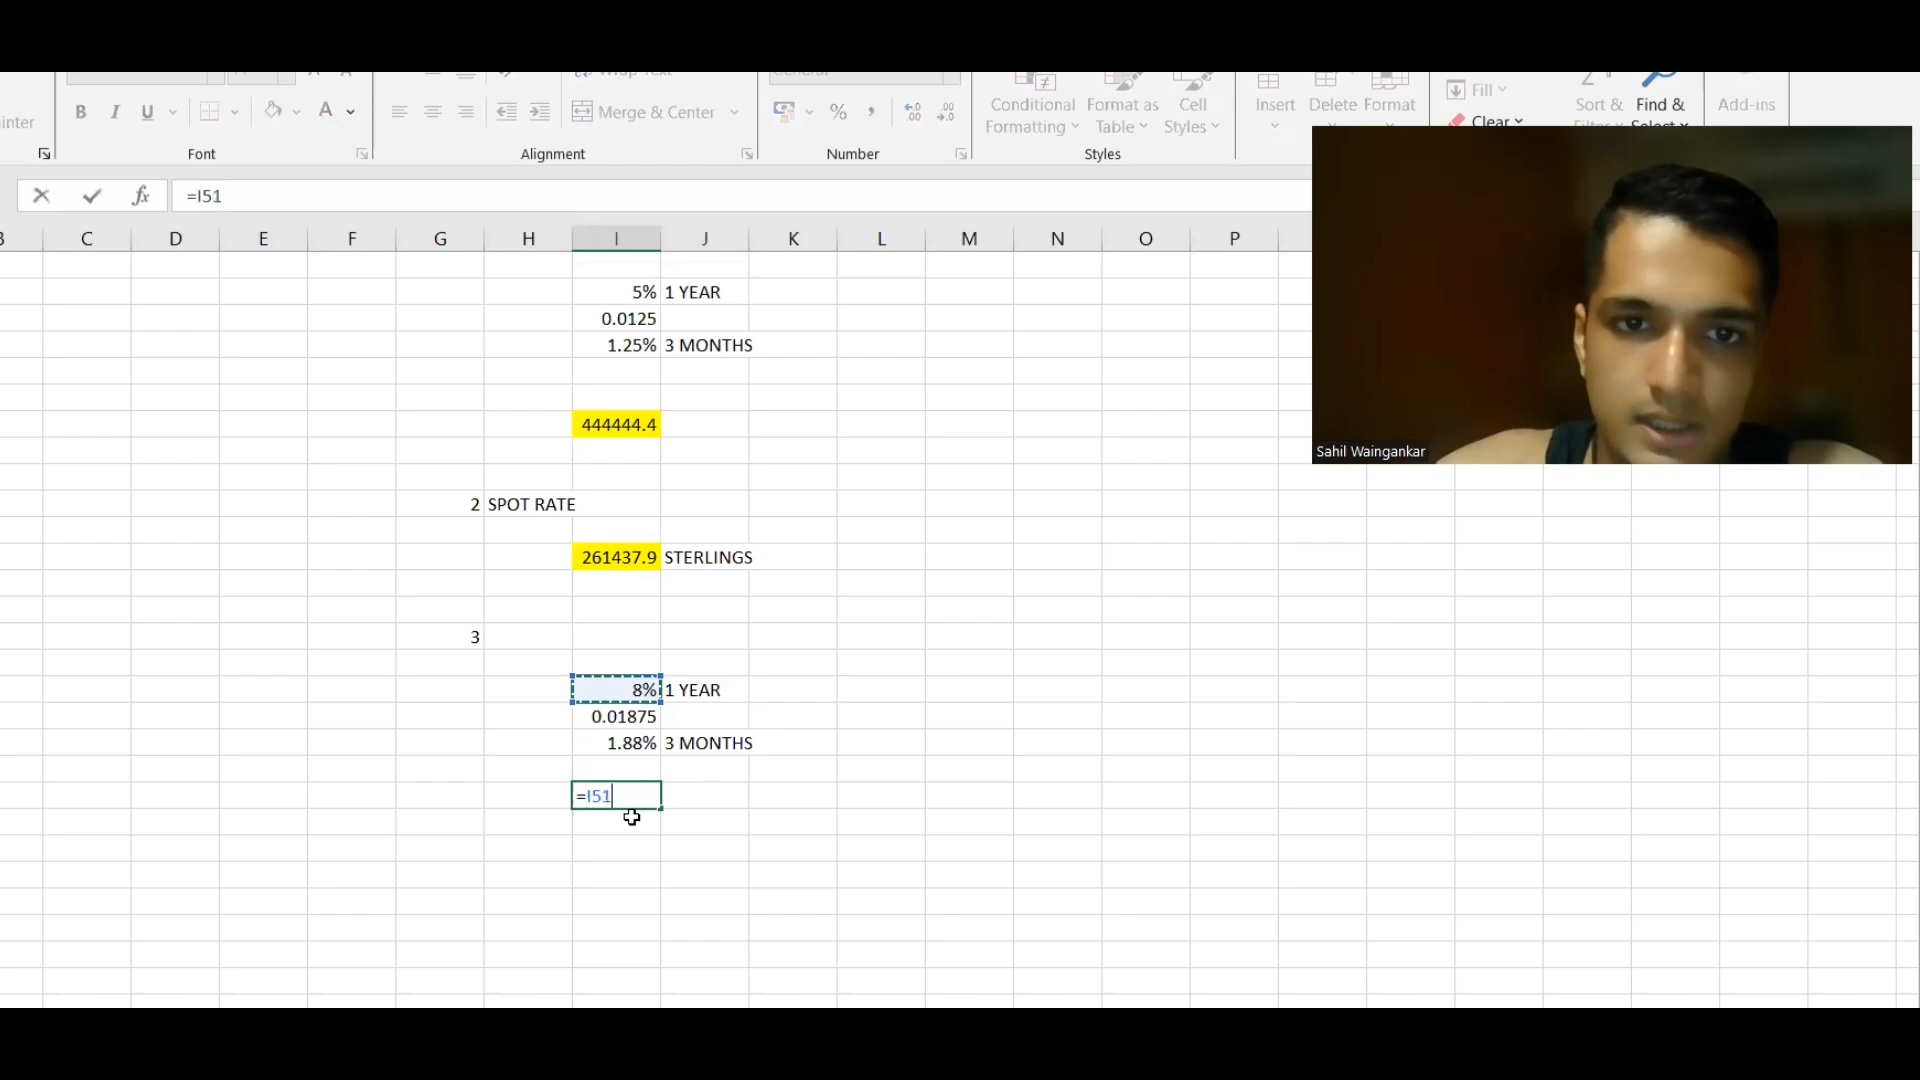 inter
B I U A
Merge & Center
%
Conditional Formatting
Format as Table
Cell Styles
Insert
Delete
Format
Fill
Clear
Sort &
Find &
Add-ins
Font
Alignment
Number
Styles
fx
=I51
C D E F G H I J K L M N O P
5% 1 YEAR
0.0125
1.25% 3 MONTHS
444444.4
2 SPOT RATE
261437.9 STERLINGS
3
8% 1 YEAR
0.01875
1.88% 3 MONTHS
=I51
Sahil Waingankar